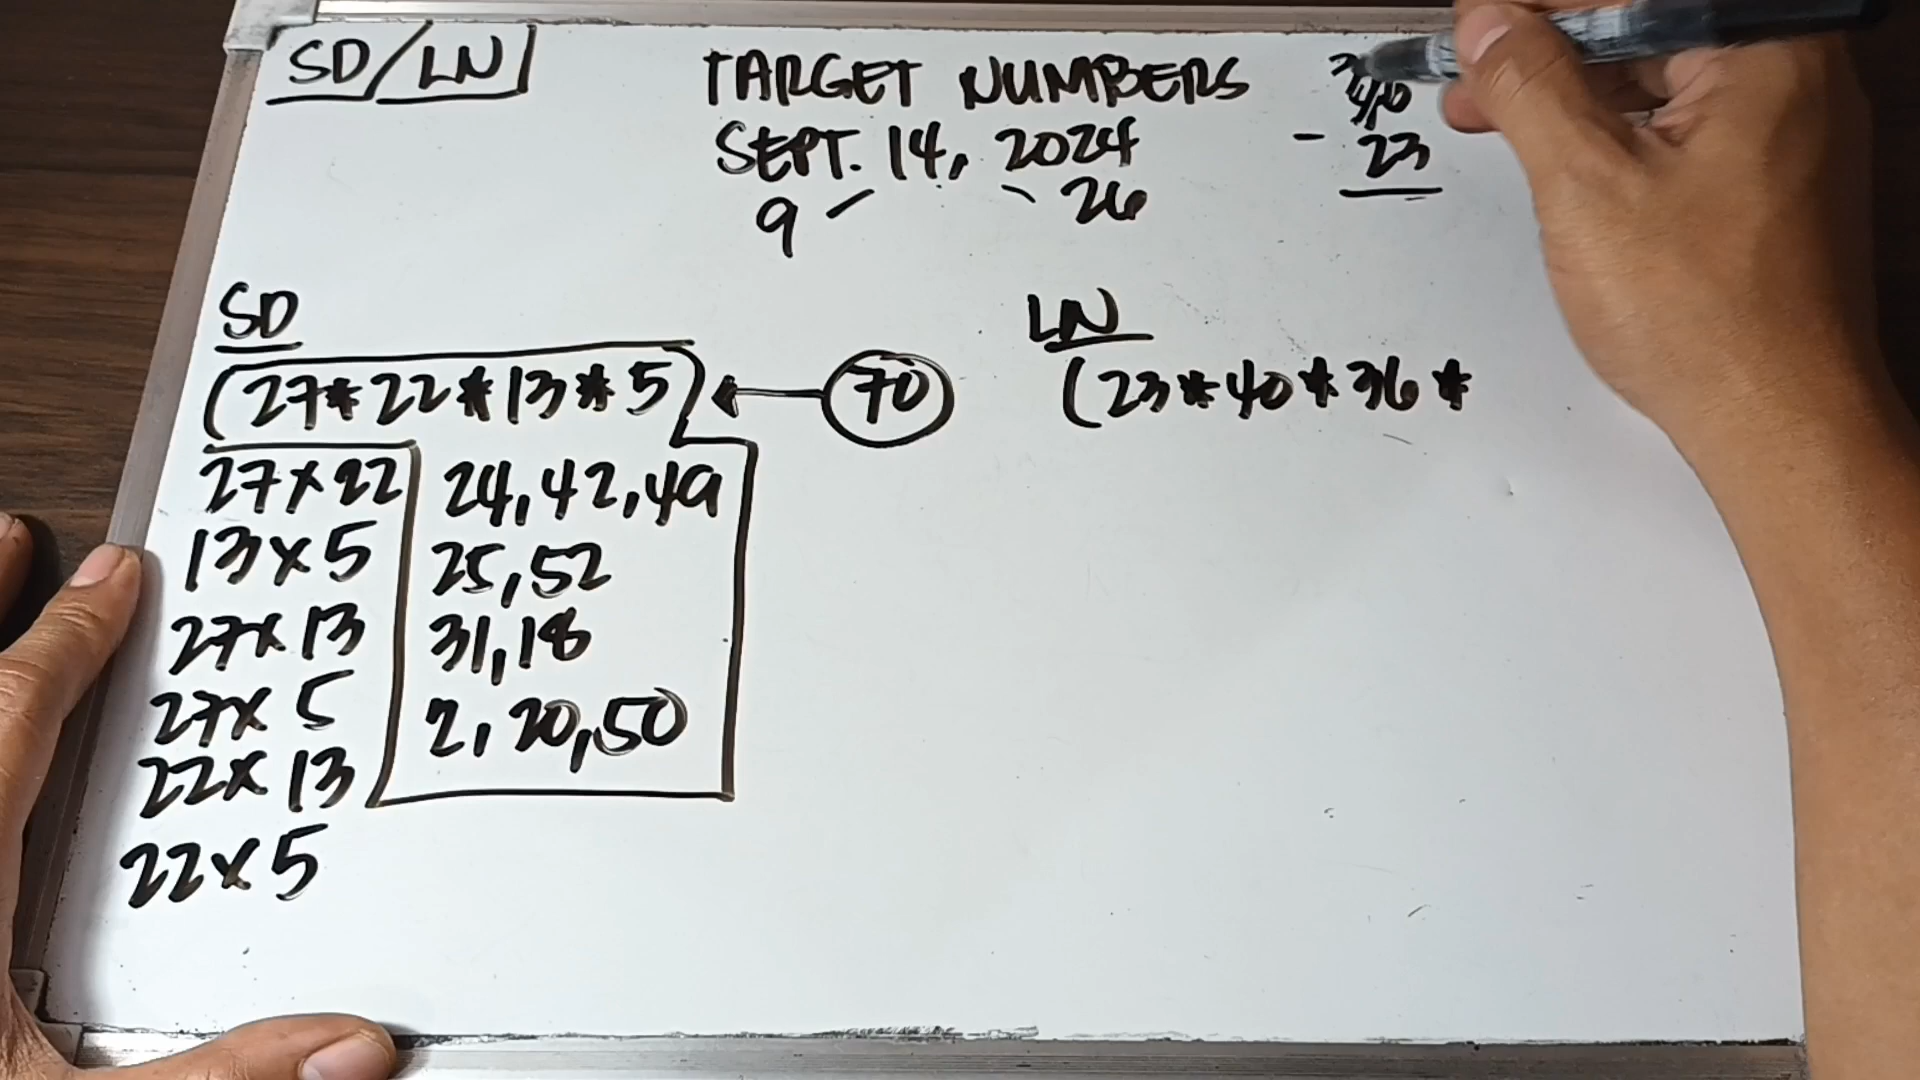 SD/LN
TARGET NUMBERS
SEPT. 14, 2024
9 26
40
- 23
SD
(27*22*13*5)
70
27x22
13x5
27x13
27x5
22x13
22x5
24,42,49
25,52
31,18
2,20,50
LN
(23*40*36*